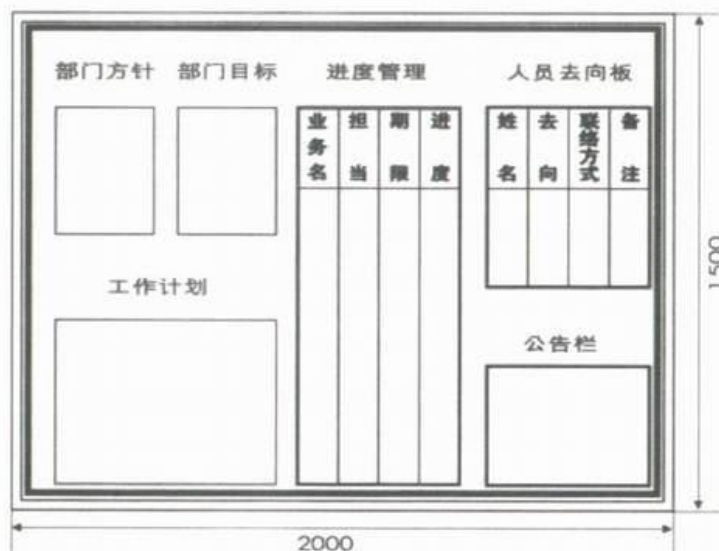 部门方针 部门目标 进度管理 人员去向板
业务名 担当 期限 进度 姓名 去向 联络方式 备注
工作计划
公告栏
1500
2000